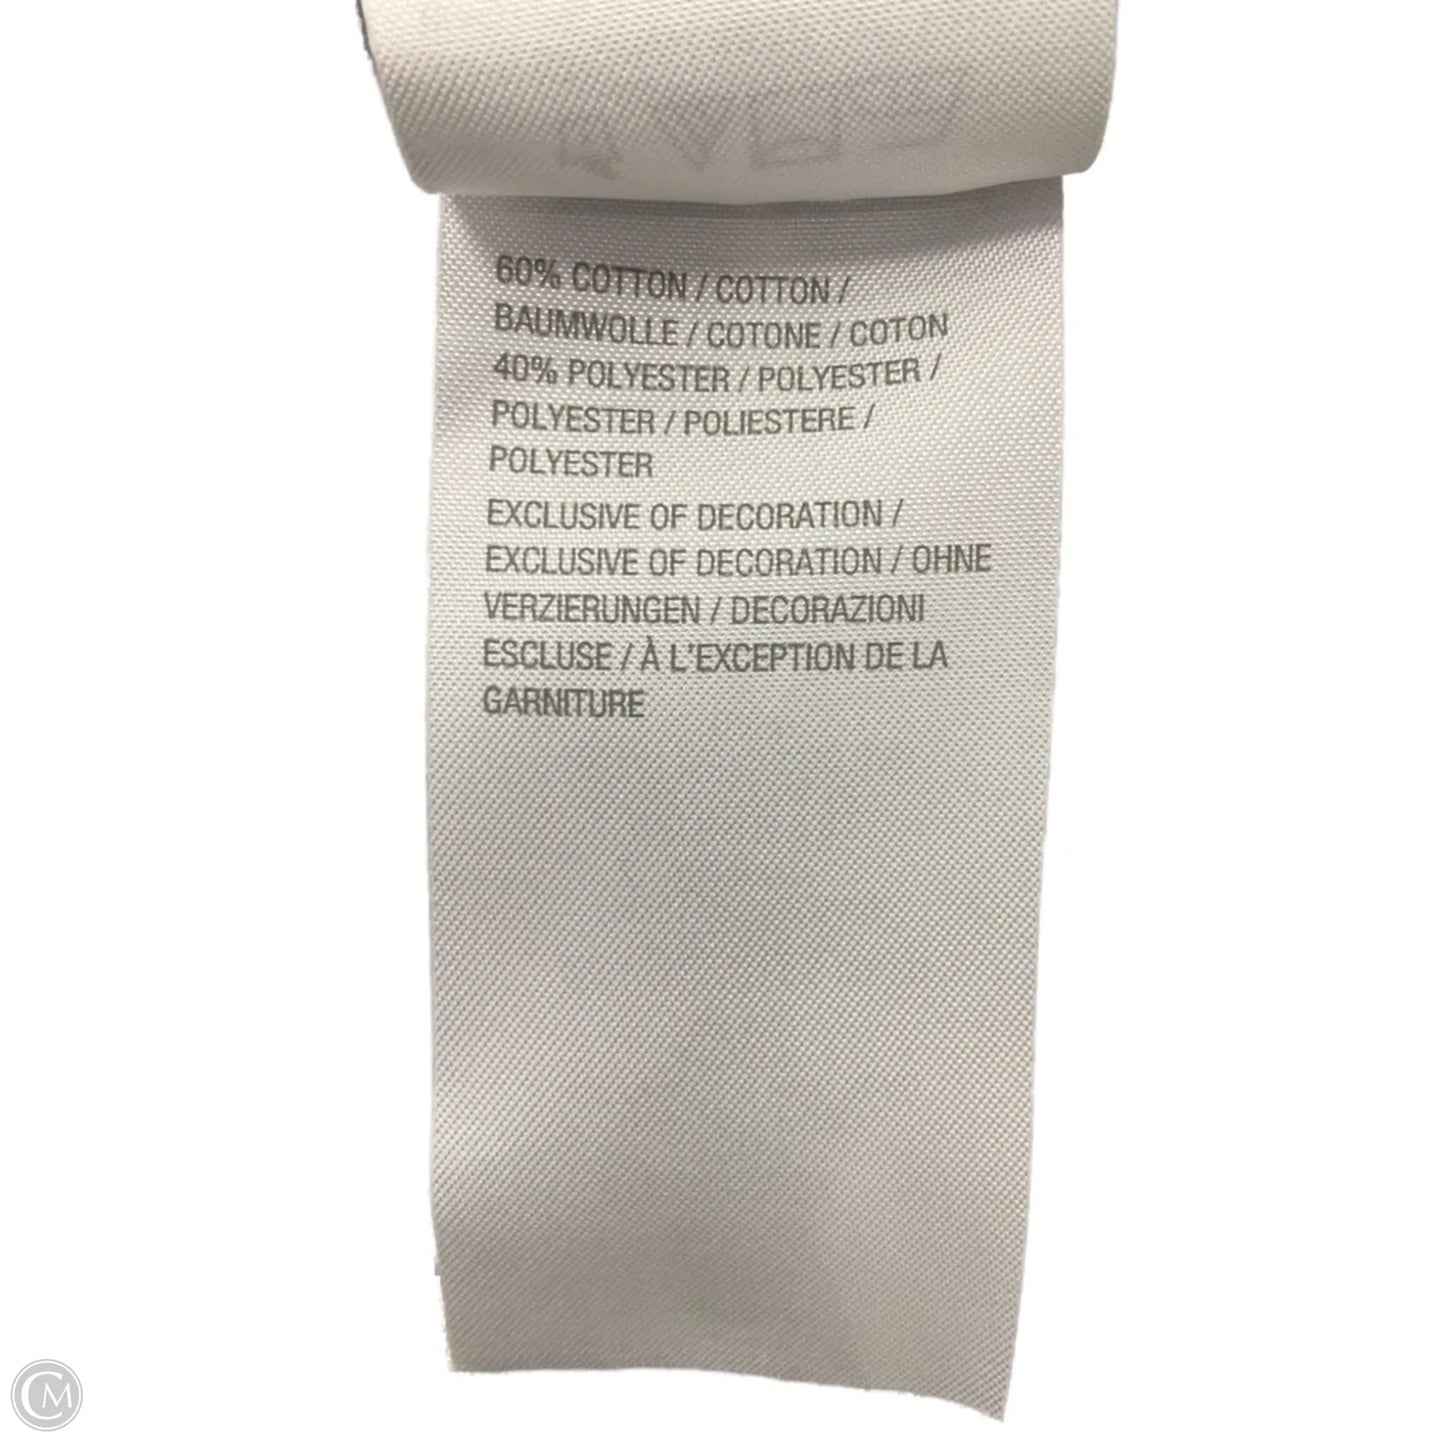 60% COTTON / COTTON /
BAUMWOLLE / COTONE / COTON
40% POLYESTER / POLYESTER /
POLYESTER / POLIESTERE /
POLYESTER
EXCLUSIVE OF DECORATION /
EXCLUSIVE OF DECORATION / OHNE
VERZIERUNGEN / DECORAZIONI
ESCLUSE / À L'EXCEPTION DE LA
GARNITURE
CM